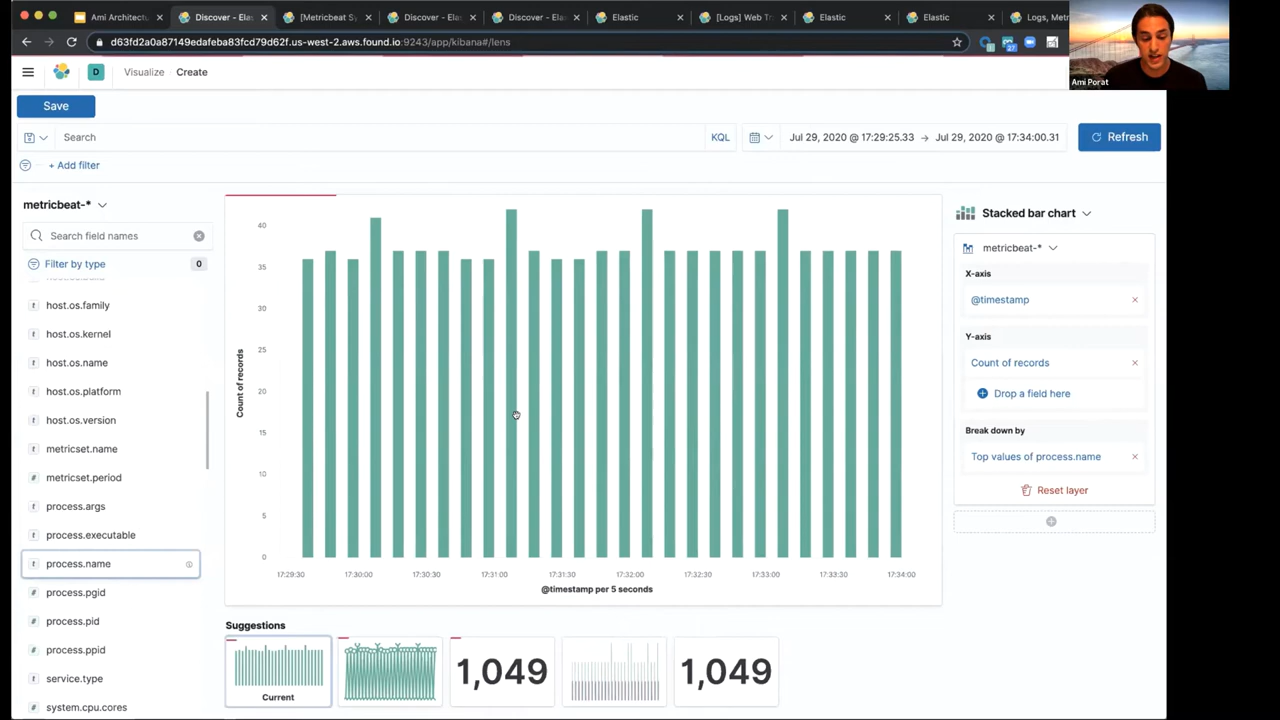 Ami Architectu
Discover - Elas
[Metricbeat Sy
Discover - Elas
Discover - Elas
Elastic
[Logs] Web Tr
Elastic
Elastic
Logs, Met
d63fd2a0a87149edafeba83fcd79d62f.us-west-2.aws.found.io:9243/app/kibana#/lens
27
Ami Porat
D
Visualize
Create
Save
Search
KQL
Jul 29, 2020 @ 17:29:25.33 → Jul 29, 2020 @ 17:34:00.31
Refresh
+ Add filter
metricbeat-*
Search field names
Filter by type
0
host.os.family
host.os.kernel
host.os.name
host.os.platform
host.os.version
metricset.name
metricset.period
process.args
process.executable
process.name
process.pgid
process.pid
process.ppid
service.type
system.cpu.cores
Count of records
40
35
30
25
20
15
10
5
0
17:29:30
17:30:00
17:30:30
17:31:00
17:31:30
17:32:00
17:32:30
17:33:00
17:33:30
17:34:00
@timestamp per 5 seconds
Suggestions
Current
1,049
1,049
Stacked bar chart
metricbeat-*
X-axis
@timestamp
Y-axis
Count of records
Drop a field here
Break down by
Top values of process.name
Reset layer